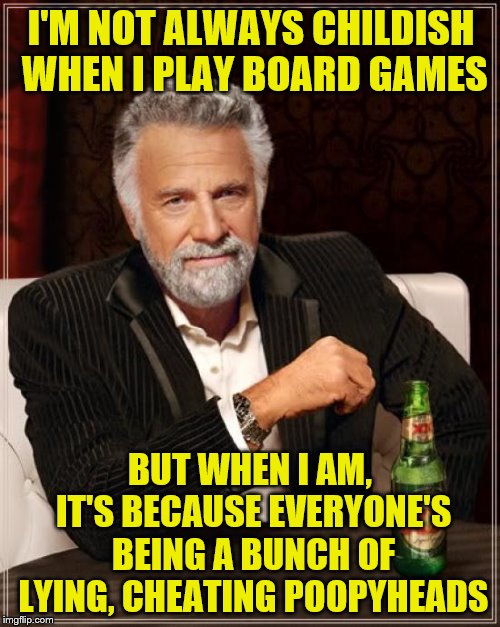 I'M NOT ALWAYS CHILDISH
WHEN I PLAY BOARD GAMES
XX
BUT WHEN I AM,
IT'S BECAUSE EVERYONE'S
BEING A BUNCH OF
LYING, CHEATING POOPYHEADS
imgflip.com